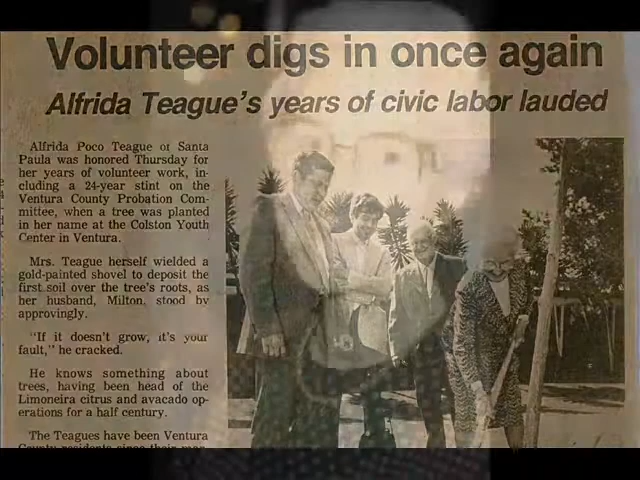 Volunteer digs in once again
Alfrida Teague's years of civic labor lauded
Alfrida Poco Teague of Santa
Paula was honored Thursday for
her years of volunteer work, in-
cluding a 24-year stint on the
Ventura County Probation Com-
mittee, when a tree was planted
in her name at the Colston Youth
Center in Ventura.
Mrs. Teague herself wielded a
gold-painted shovel to deposit the
first soil over the tree's roots, as
her husband, Milton, stood by
approvingly.
"If it doesn't grow, it's your
fault," he cracked.
He knows something about
trees, having been head of the
Limoneira citrus and avacado op-
erations for a half century.
The Teagues have been Ventura
County residents since their